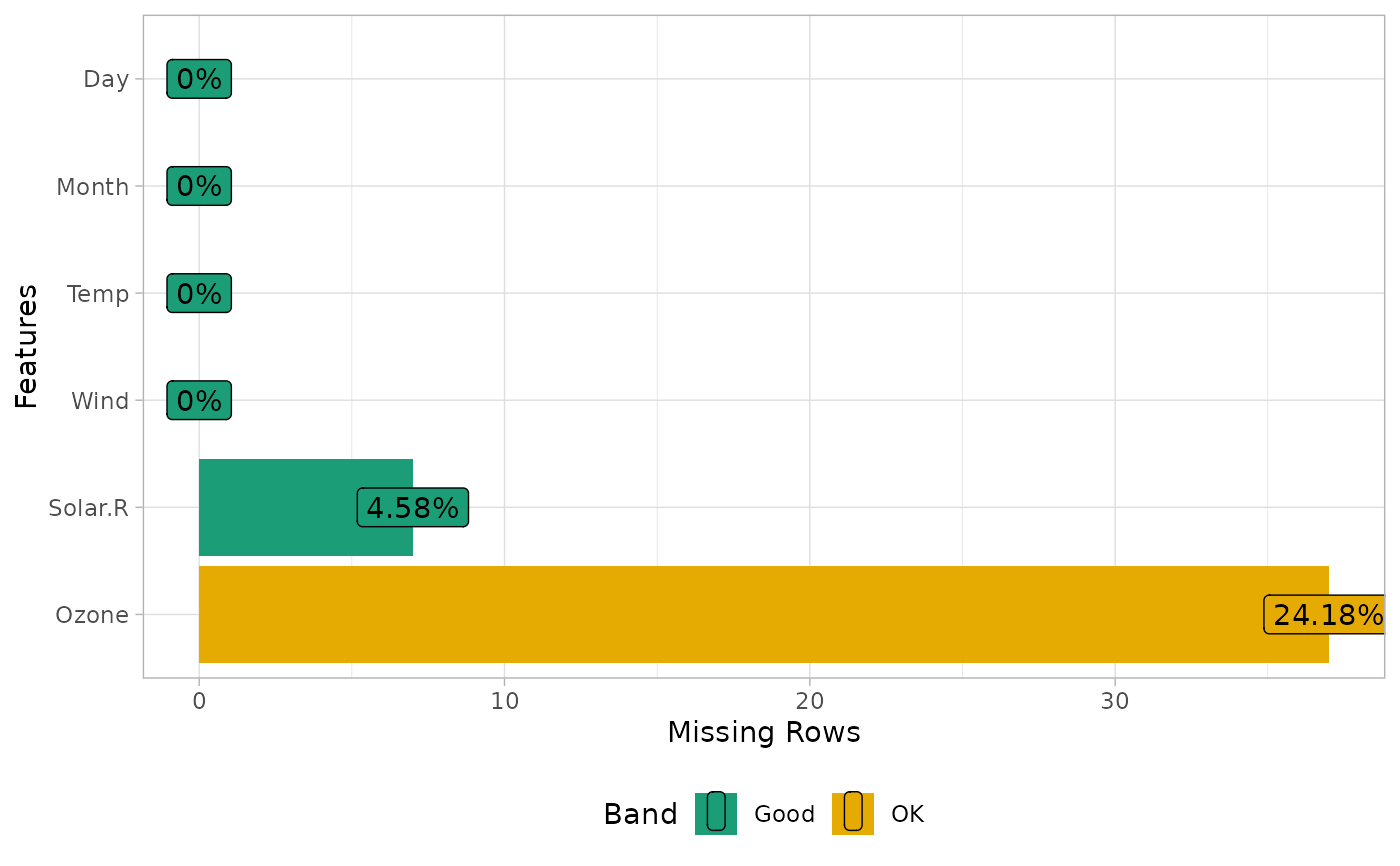 Day 0%
Month 0%
Temp 0%
Wind 0%
Solar.R 4.58%
Ozone 24.18%
Features
0 10 20 30
Missing Rows
Band Good OK